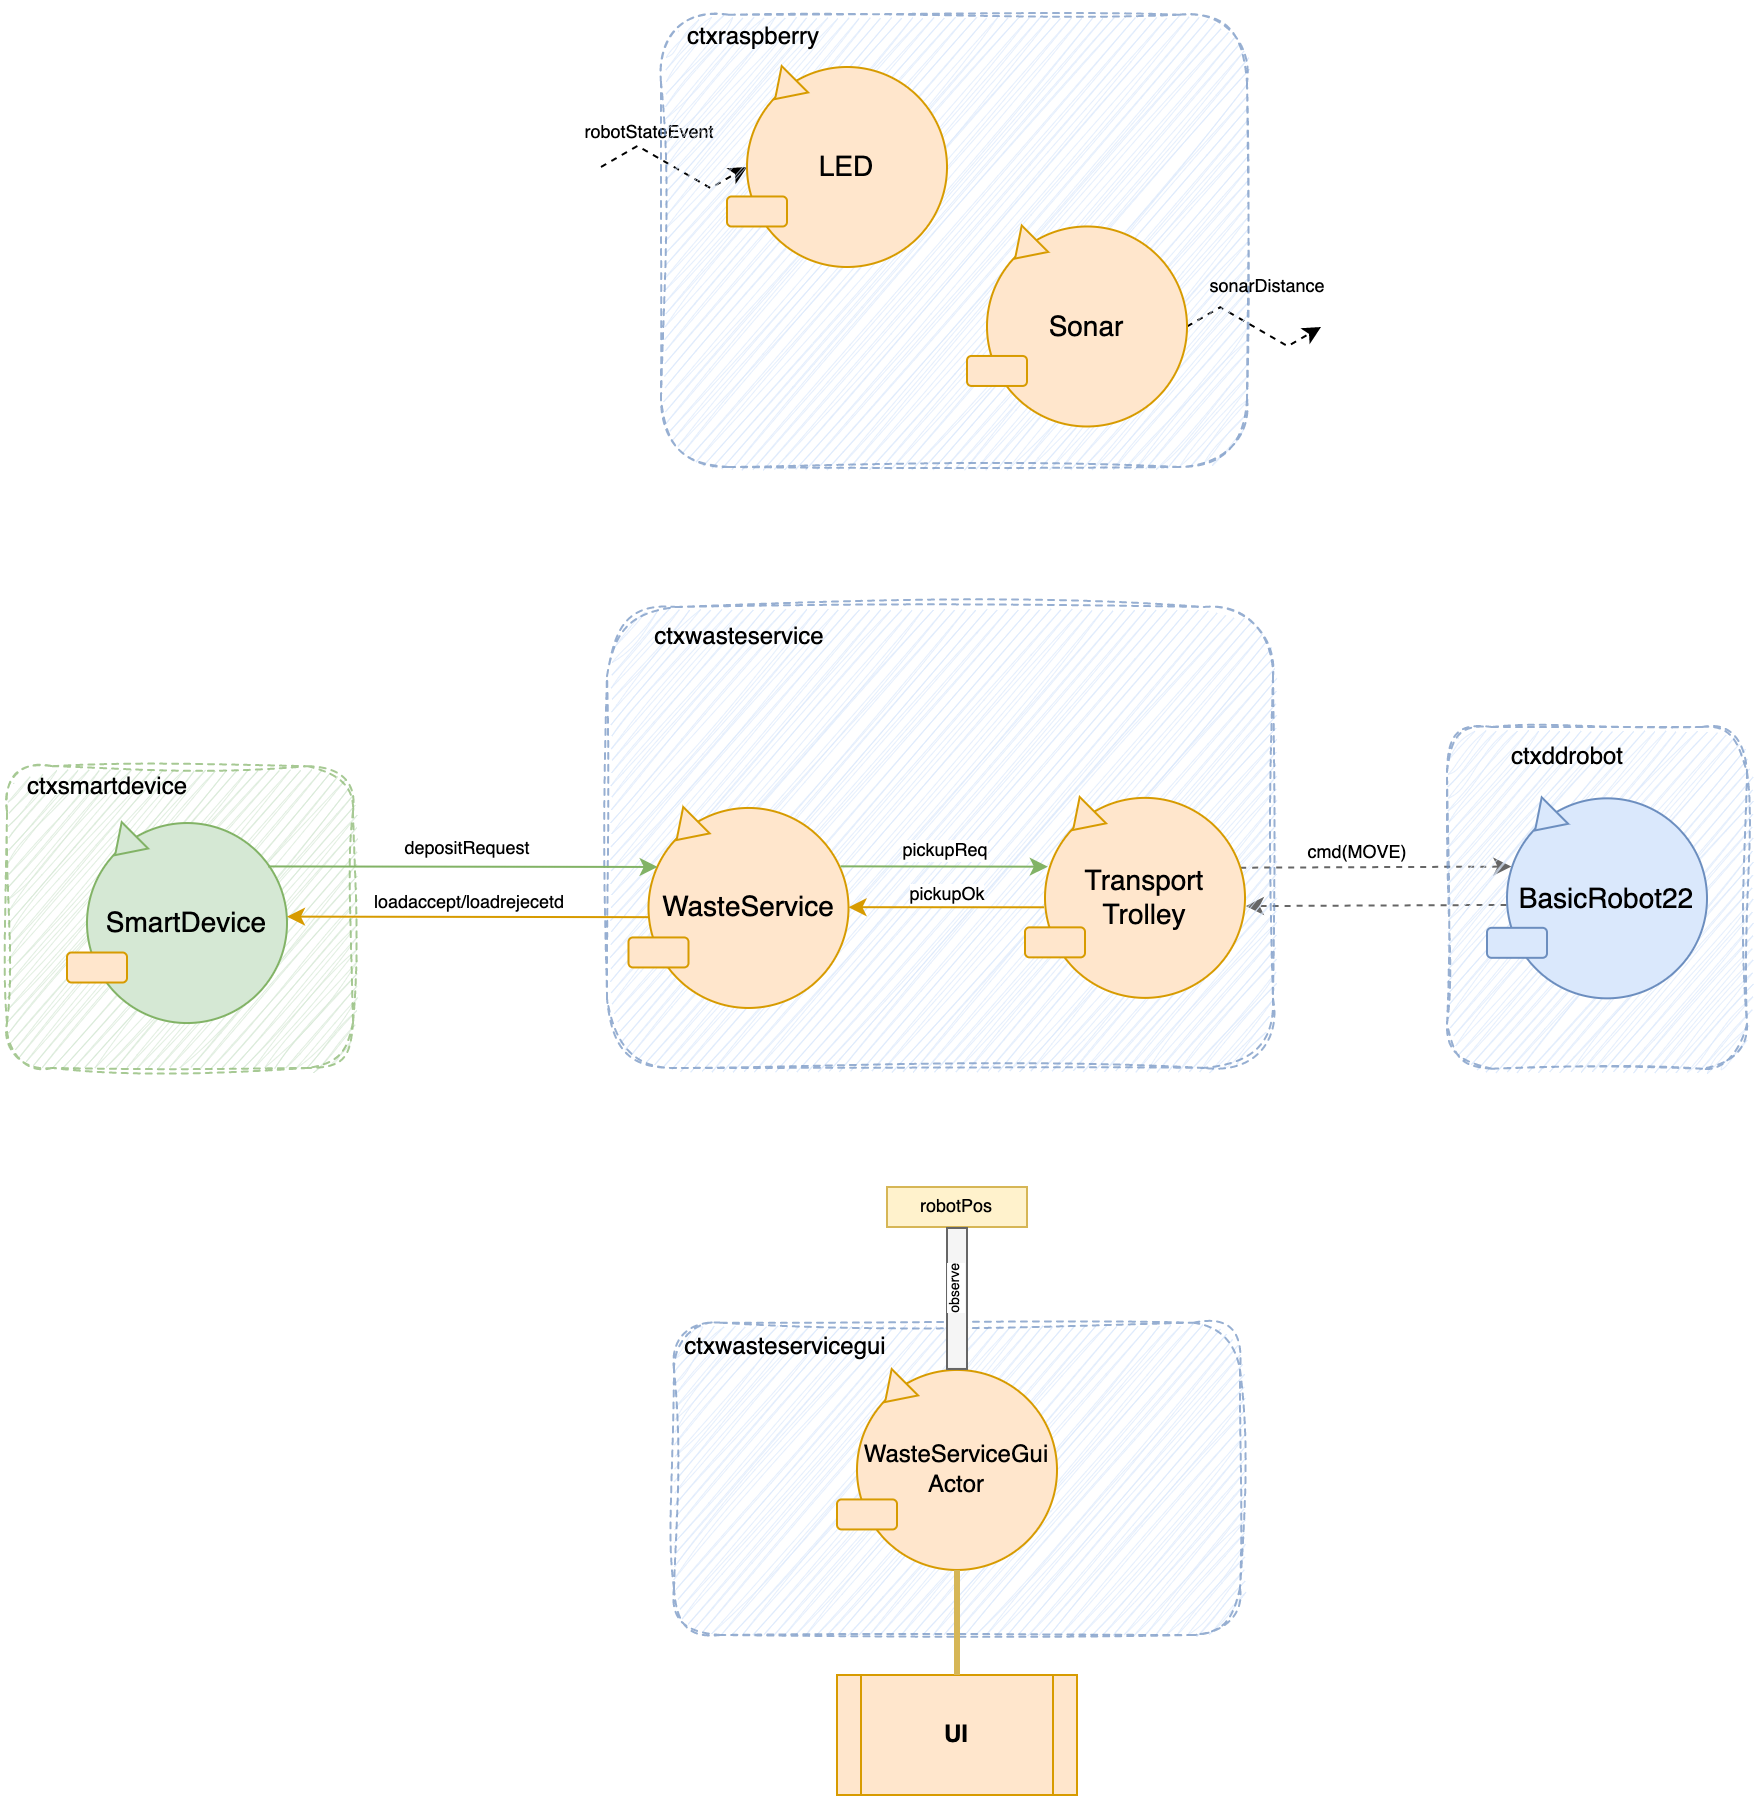 ctxraspberry
robotStateEvent
LED
sonarDistance
Sonar
ctxwasteservice
ctxddrobot
ctxsmartdevice
depositRequest
pickupReq
cmd(MOVE)
loadaccept/loadrejecetd
pickupOk
SmartDevice
WasteService
Transport
Trolley
BasicRobot22
robotPos
observe
ctxwasteservicegui
WasteServiceGui
Actor
UI